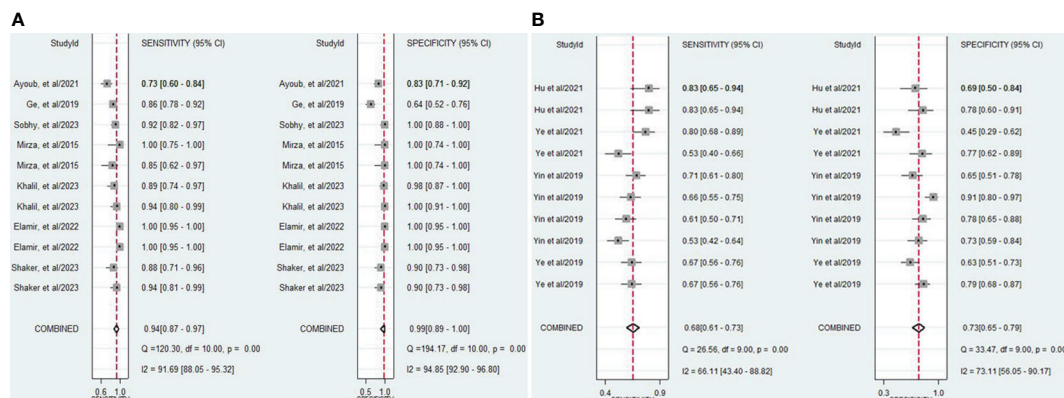 A
StudyId SENSITIVITY (95% CI)
Ayoub, et al/2021 0.73 [0.60 - 0.84]
Ge, et al/2019 0.86 [0.78 - 0.92]
Sobhy, et al/2023 0.92 [0.82 - 0.97]
Mirza, et al/2015 1.00 [0.75 - 1.00]
Mirza, et al/2015 0.85 [0.62 - 0.97]
Khalil, et al/2023 0.89 [0.74 - 0.97]
Khalil, et al/2023 0.94 [0.80 - 0.99]
Elamir, et al/2022 1.00 [0.95 - 1.00]
Elamir, et al/2022 1.00 [0.95 - 1.00]
Shaker, et al/2023 0.88 [0.71 - 0.96]
Shaker, et al/2023 0.94 [0.81 - 0.99]
COMBINED 0.94[0.87 - 0.97]
Q =120.30, df = 10.00, p = 0.00
I2 = 91.69 [88.05 - 95.32]
0.6 1.0
SENSITIVITY
StudyId SPECIFICITY (95% CI)
Ayoub, et al/2021 0.83 [0.71 - 0.92]
Ge, et al/2019 0.64 [0.52 - 0.76]
Sobhy, et al/2023 1.00 [0.88 - 1.00]
Mirza, et al/2015 1.00 [0.74 - 1.00]
Mirza, et al/2015 1.00 [0.74 - 1.00]
Khalil, et al/2023 0.98 [0.87 - 1.00]
Khalil, et al/2023 1.00 [0.91 - 1.00]
Elamir, et al/2022 1.00 [0.95 - 1.00]
Elamir, et al/2022 1.00 [0.95 - 1.00]
Shaker, et al/2023 0.90 [0.73 - 0.98]
Shaker, et al/2023 0.90 [0.73 - 0.98]
COMBINED 0.99[0.89 - 1.00]
Q =194.17, df = 10.00, p = 0.00
I2 = 94.85 [92.90 - 96.80]
0.6 1.0
SPECIFICITY
B
StudyId SENSITIVITY (95% CI)
Hu et al/2021 0.83 [0.65 - 0.94]
Hu et al/2021 0.83 [0.65 - 0.94]
Ye et al/2021 0.80 [0.68 - 0.89]
Ye et al/2021 0.53 [0.40 - 0.66]
Yin et al/2019 0.71 [0.61 - 0.80]
Yin et al/2019 0.66 [0.55 - 0.75]
Yin et al/2019 0.61 [0.50 - 0.71]
Yin et al/2019 0.53 [0.42 - 0.64]
Ye et al/2019 0.67 [0.56 - 0.76]
Ye et al/2019 0.67 [0.56 - 0.76]
COMBINED 0.68[0.61 - 0.73]
Q = 26.56, df = 9.00, p = 0.00
I2 = 66.11 [43.40 - 88.82]
0.4 0.9
SENSITIVITY
StudyId SPECIFICITY (95% CI)
Hu et al/2021 0.69 [0.50 - 0.84]
Hu et al/2021 0.78 [0.60 - 0.91]
Ye et al/2021 0.45 [0.29 - 0.62]
Ye et al/2021 0.77 [0.62 - 0.89]
Yin et al/2019 0.65 [0.51 - 0.78]
Yin et al/2019 0.91 [0.80 - 0.97]
Yin et al/2019 0.78 [0.65 - 0.88]
Yin et al/2019 0.73 [0.59 - 0.84]
Ye et al/2019 0.63 [0.51 - 0.73]
Ye et al/2019 0.79 [0.68 - 0.87]
COMBINED 0.73[0.65 - 0.79]
Q = 33.47, df = 9.00, p = 0.00
I2 = 73.11 [56.05 - 90.17]
0.3 1.0
SPECIFICITY